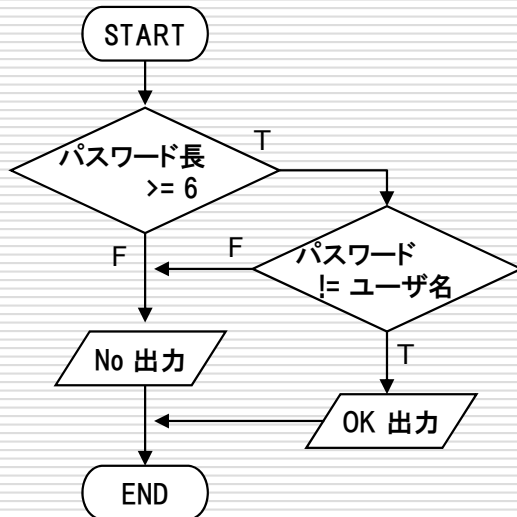 START
パスワード長
>= 6
T
F
パスワード
!= ユーザ名
F
T
No 出力
OK 出力
END